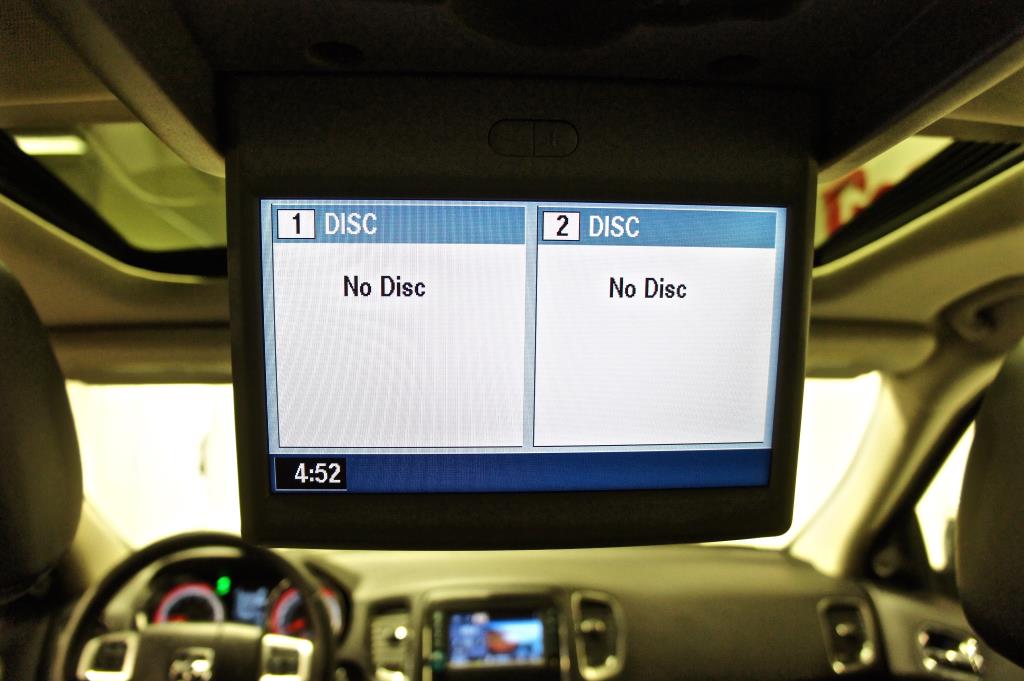 1 DISC
No Disc
2 DISC
No Disc
4:52